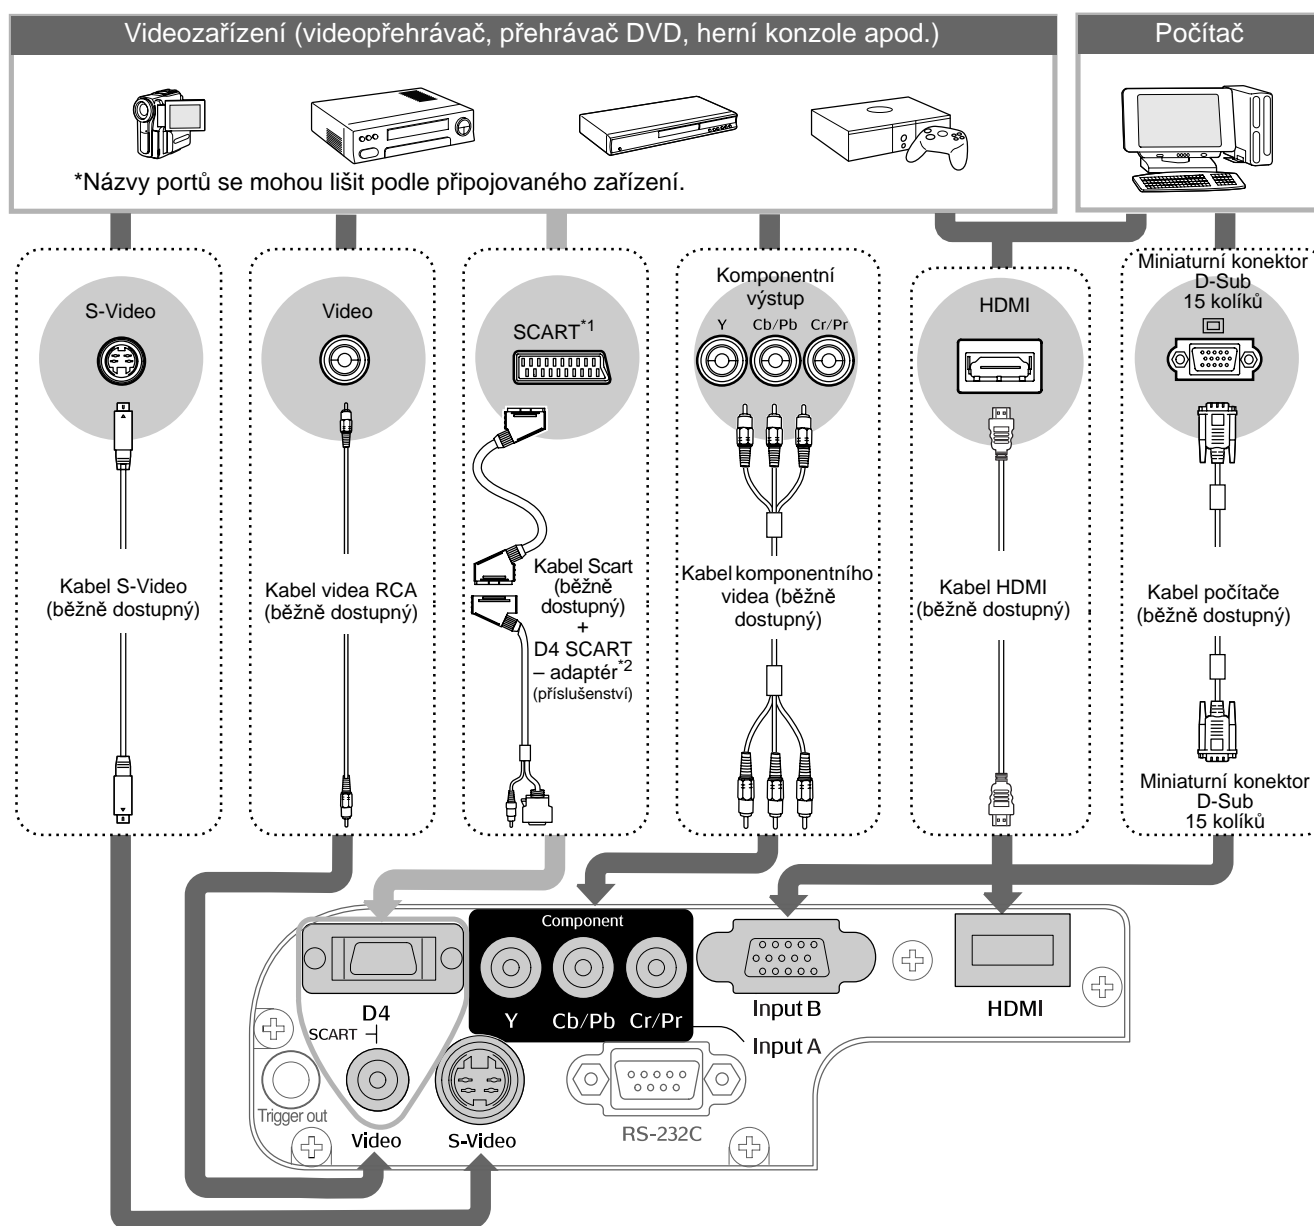 Videozařízení (videopřehrávač, přehrávač DVD, herní konzole apod.)
Počítač
*Názvy portů se mohou lišit podle připojovaného zařízení.
S-Video
Video
SCART*1
Komponentní
výstup
Y Cb/Pb Cr/Pr
HDMI
Miniaturní konektor
D-Sub
15 kolíků
Kabel S-Video
(běžně dostupný)
Kabel videa RCA
(běžně dostupný)
Kabel Scart
(běžně
dostupný)
+
D4 SCART
– adaptér*2
(příslušenství)
Kabel komponentního
videa (běžně
dostupný)
Kabel HDMI
(běžně dostupný)
Kabel počítače
(běžně dostupný)
Miniaturní konektor
D-Sub
15 kolíků
Component
Y Cb/Pb Cr/Pr
D4
SCART
Input B
Input A
HDMI
Trigger out
Video
S-Video
RS-232C